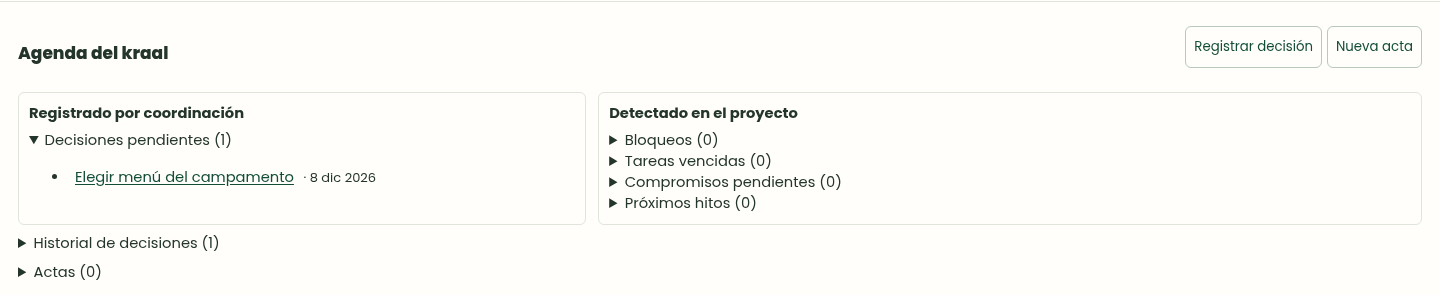 Agenda del kraal
Registrar decisión
Nueva acta
Registrado por coordinación
Decisiones pendientes (1)
Elegir menú del campamento · 8 dic 2026
Detectado en el proyecto
Bloqueos (0)
Tareas vencidas (0)
Compromisos pendientes (0)
Próximos hitos (0)
Historial de decisiones (1)
Actas (0)